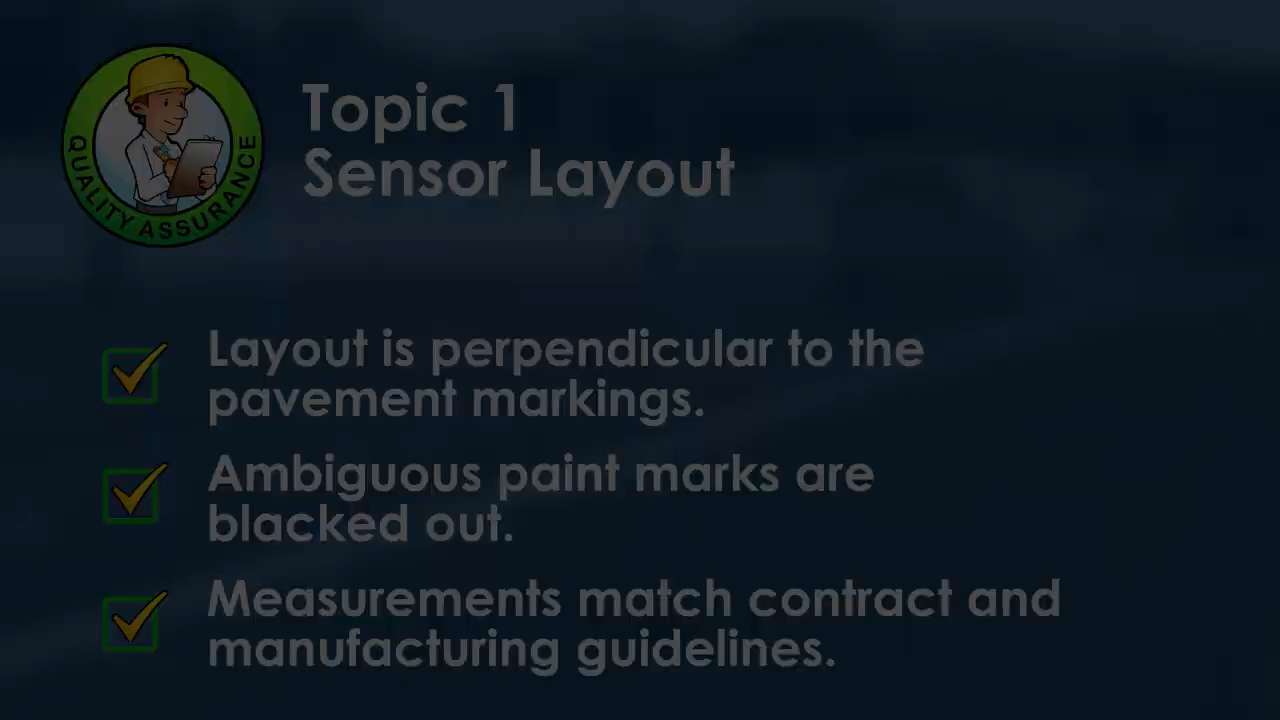 QUALITY ASSURANCE
Topic 1
Sensor Layout
Layout is perpendicular to the
pavement markings.
Ambiguous paint marks are
blacked out.
Measurements match contract and
manufacturing guidelines.